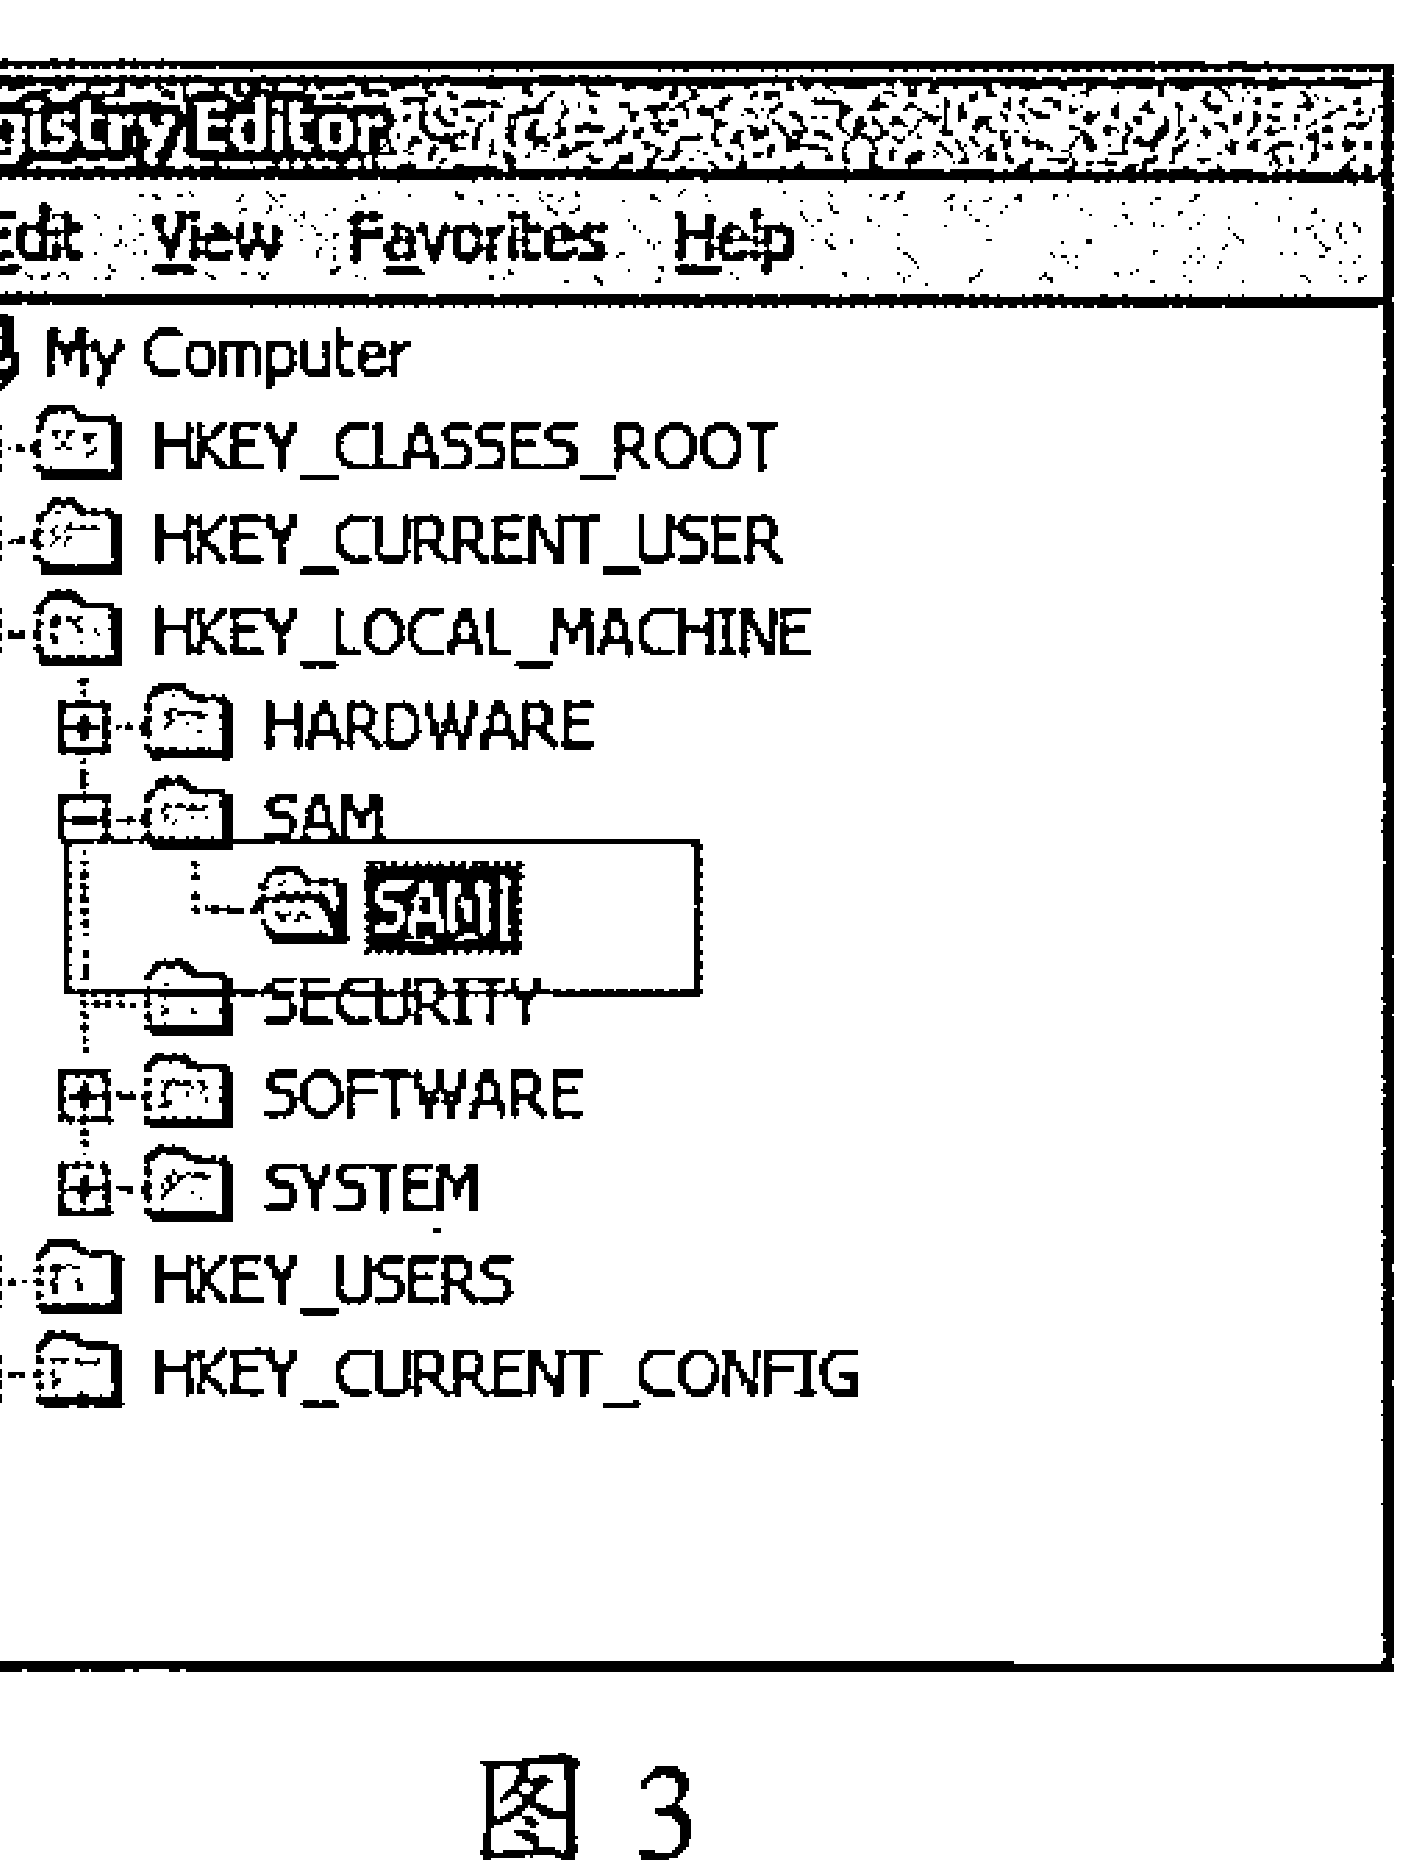 gistry Editor
Edit View Favorites Help
My Computer
HKEY_CLASSES_ROOT
HKEY_CURRENT_USER
HKEY_LOCAL_MACHINE
HARDWARE
SAM
SAM
SECURITY
SOFTWARE
SYSTEM
HKEY_USERS
HKEY_CURRENT_CONFIG
图 3